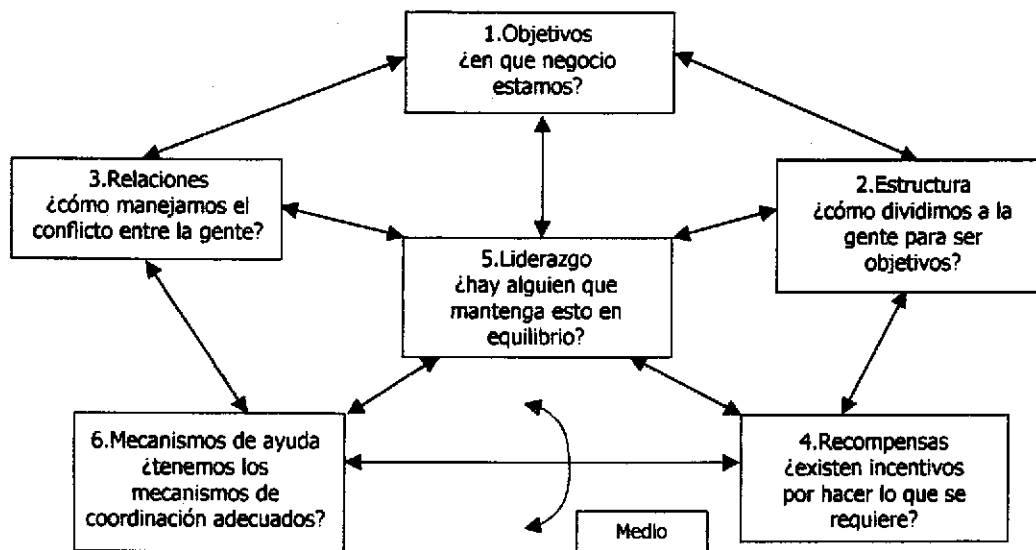 1.Objetivos
¿en que negocio
estamos?
3.Relaciones
¿cómo manejamos el
conflicto entre la gente?
2.Estructura
¿cómo dividimos a la
gente para ser
objetivos?
5.Liderazgo
¿hay alguien que
mantenga esto en
equilibrio?
6.Mecanismos de ayuda
¿tenemos los
mecanismos de
coordinación adecuados?
4.Recompensas
¿existen incentivos
por hacer lo que se
requiere?
Medio